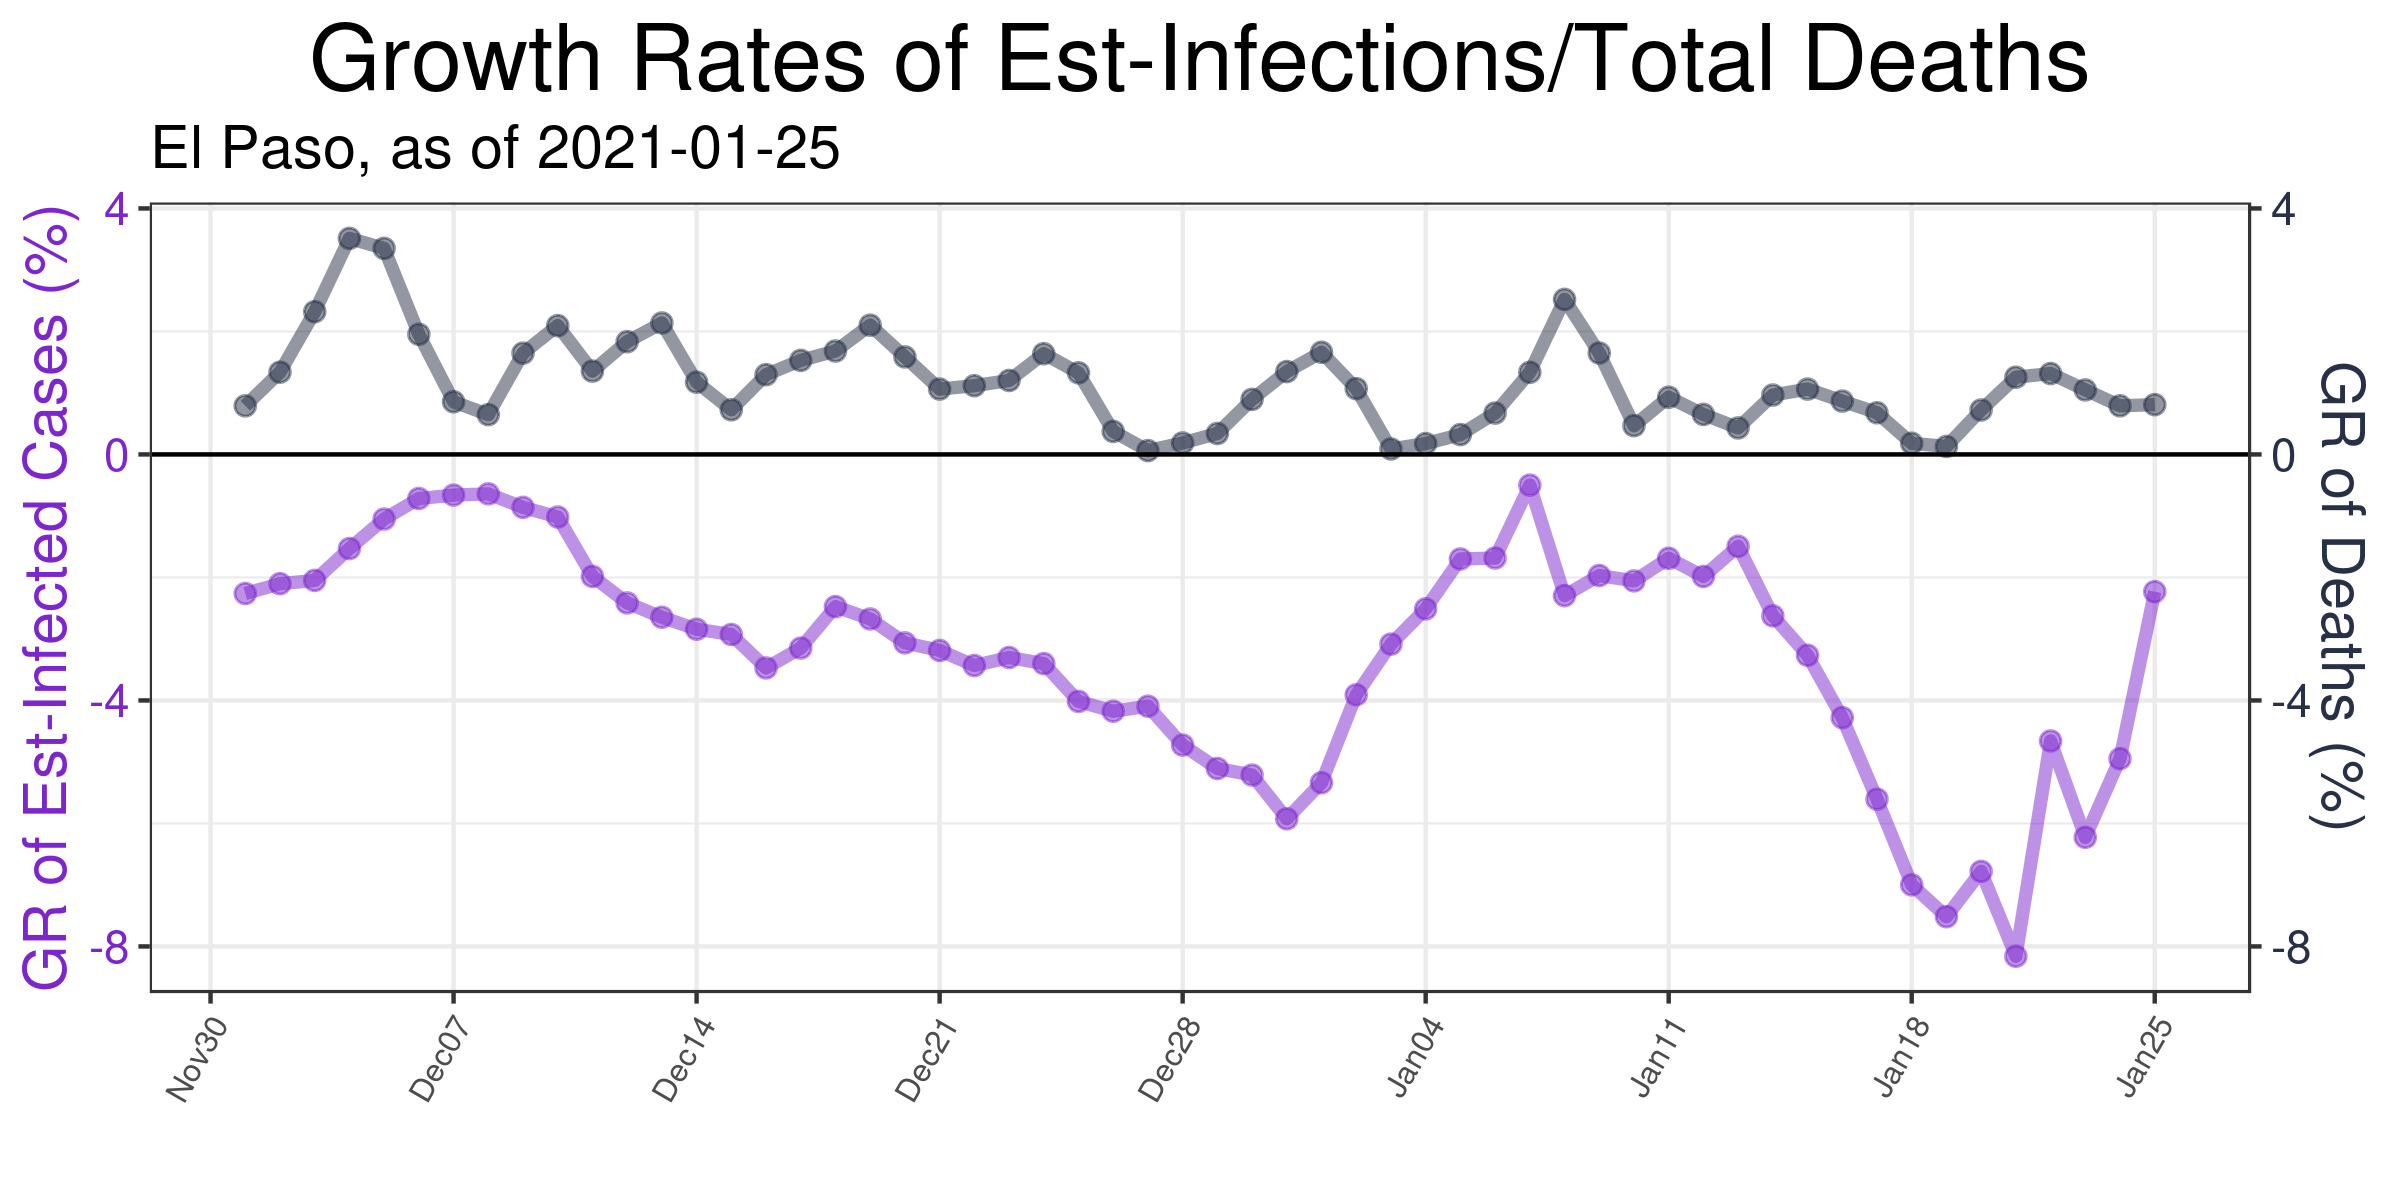 Growth Rates of Est-Infections/Total Deaths
El Paso, as of 2021-01-25
GR of Est-Infected Cases (%)
4
0
-4
-8
4
0
-4
-8
GR of Deaths (%)
Nov30
Dec07
Dec14
Dec21
Dec28
Jan04
Jan11
Jan18
Jan25